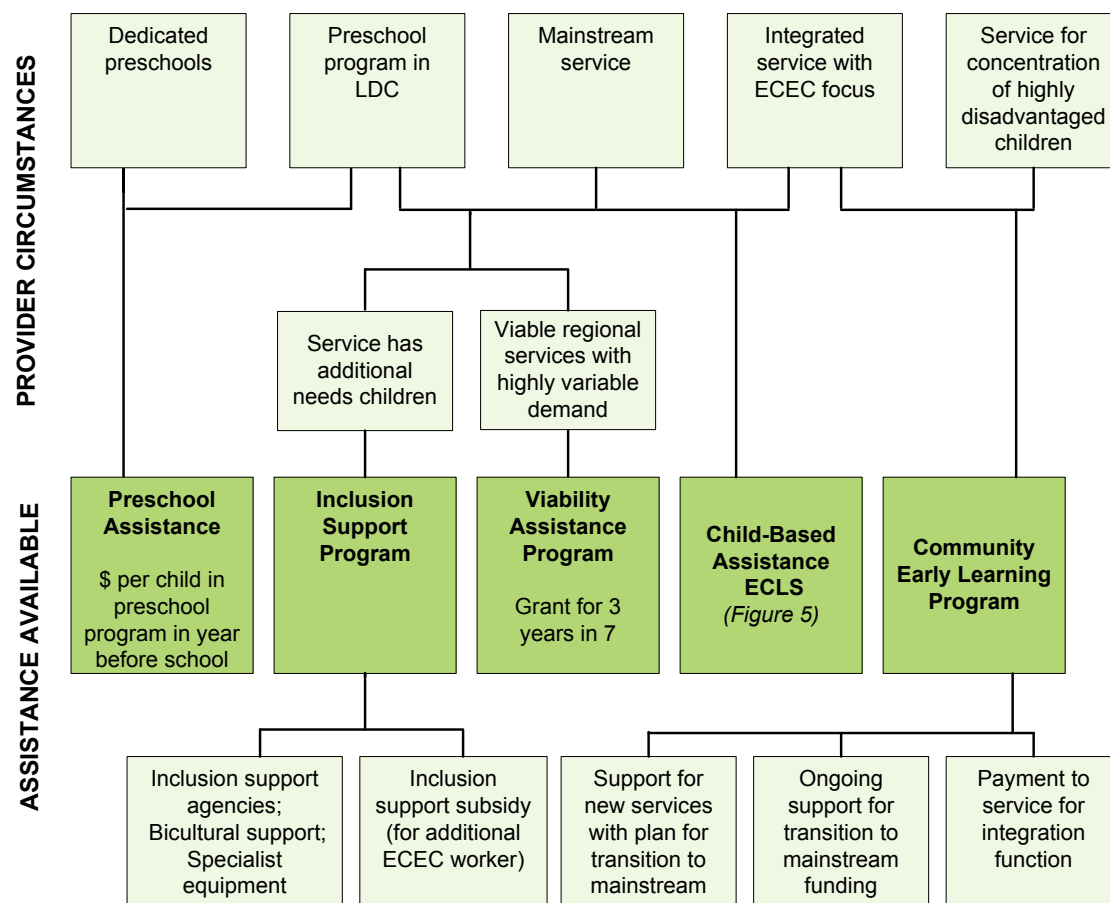 PROVIDER CIRCUMSTANCES
Dedicated
preschools
Preschool
program in
LDC
Mainstream
service
Integrated
service with
ECEC focus
Service for
concentration
of highly
disadvantaged
children
Service has
additional
needs children
Viable regional
services with
highly variable
demand
ASSISTANCE AVAILABLE
Preschool
Assistance
$ per child in
preschool
program in year
before school
Inclusion
Support
Program
Viability
Assistance
Program
Grant for 3
years in 7
Child-Based
Assistance
ECLS
(Figure 5)
Community
Early Learning
Program
Inclusion support
agencies;
Bicultural support;
Specialist
equipment
Inclusion
support subsidy
(for additional
ECEC worker)
Support for
new services
with plan for
transition to
mainstream
Ongoing
support for
transition to
mainstream
funding
Payment to
service for
integration
function